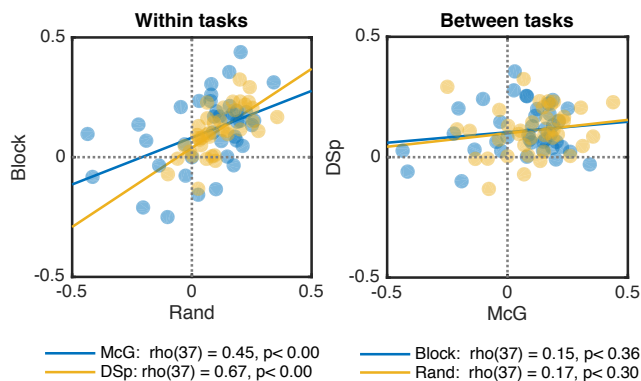 Within tasks
Between tasks
0.5
0
-0.5
Block
-0.5
0
0.5
Rand
0.5
0
-0.5
DSp
-0.5
0
0.5
McG
McG: rho(37) = 0.45, p< 0.00
DSp: rho(37) = 0.67, p< 0.00
Block: rho(37) = 0.15, p< 0.36
Rand: rho(37) = 0.17, p< 0.30